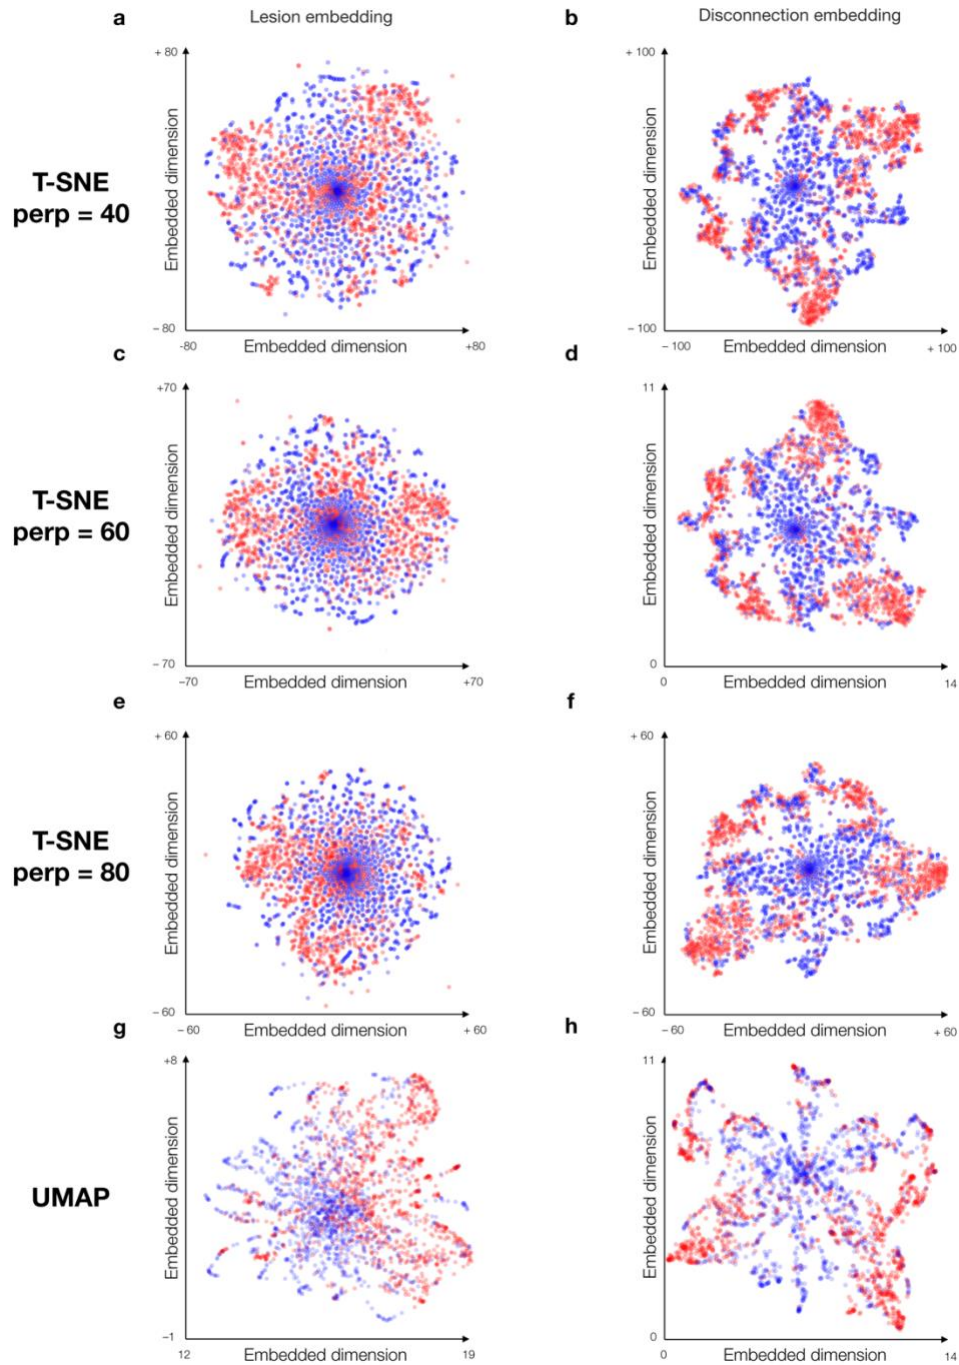 a
Lesion embedding
b
Disconnection embedding
+ 80
+ 100
T-SNE
perp = 40
Embedded dimension
Embedded dimension
– 80
– 100
-80
Embedded dimension
+80
– 100
Embedded dimension
+ 100
c
d
+70
11
T-SNE
perp = 60
Embedded dimension
Embedded dimension
– 70
0
–70
Embedded dimension
+70
0
Embedded dimension
14
e
f
+ 60
+ 60
T-SNE
perp = 80
Embedded dimension
Embedded dimension
– 60
– 60
– 60
Embedded dimension
+ 60
– 60
Embedded dimension
+ 60
g
h
+8
11
UMAP
Embedded dimension
Embedded dimension
–1
0
12
Embedded dimension
19
0
Embedded dimension
14